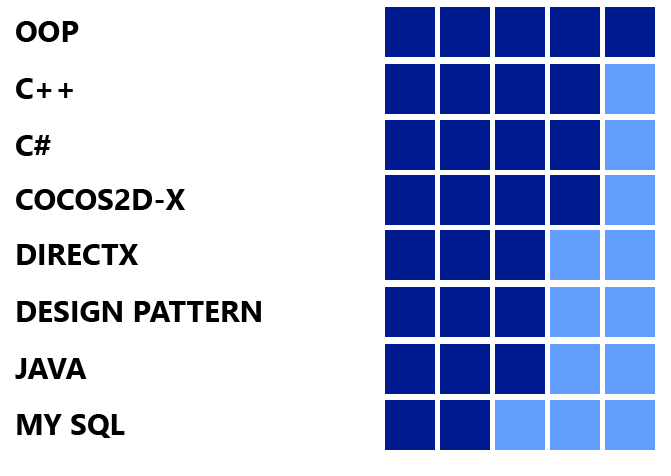 OOP
C++
C#
COCOS2D-X
DIRECTX
DESIGN PATTERN
JAVA
MY SQL